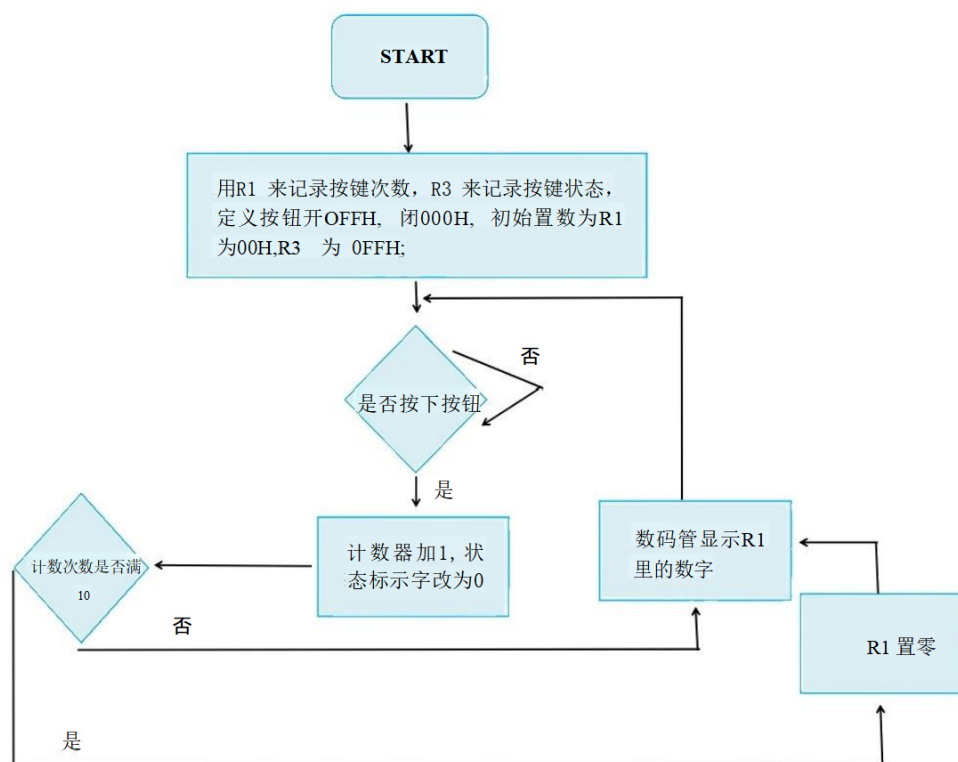 START
用R1 来记录按键次数，R3 来记录按键状态，
定义按钮开OFFH, 闭000H, 初始置数为R1
为00H,R3 为 0FFH;
否
是否按下按钮
是
计数器加1, 状
态标示字改为0
数码管显示R1
里的数字
计数次数是否满
10
否
R1 置零
是